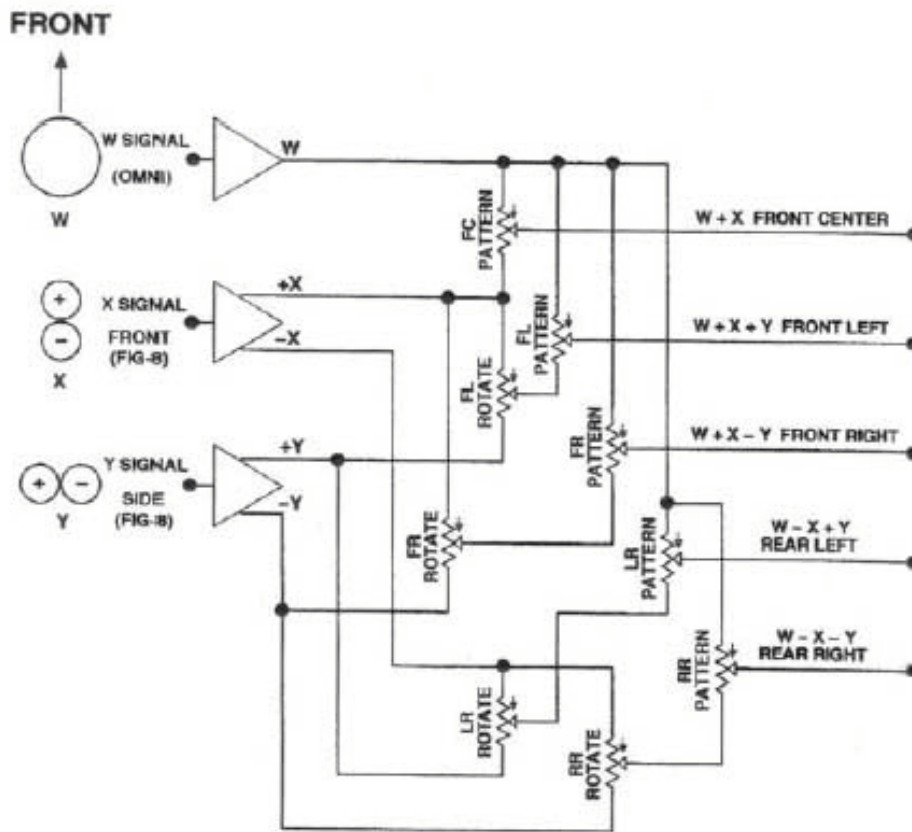 FRONT
W SIGNAL
(OMNI)
W
W
FC
PATTERN
W + X FRONT CENTER
+
-
X
X SIGNAL
FRONT
(FIG-8)
+X
-X
FL
ROTATE
FL
PATTERN
W + X + Y FRONT LEFT
FR
PATTERN
W + X - Y FRONT RIGHT
+
-
Y
Y SIGNAL
SIDE
(FIG-8)
+Y
-Y
FR
ROTATE
LR
PATTERN
W - X + Y
REAR LEFT
RR
PATTERN
W - X - Y
REAR RIGHT
LR
ROTATE
RR
ROTATE